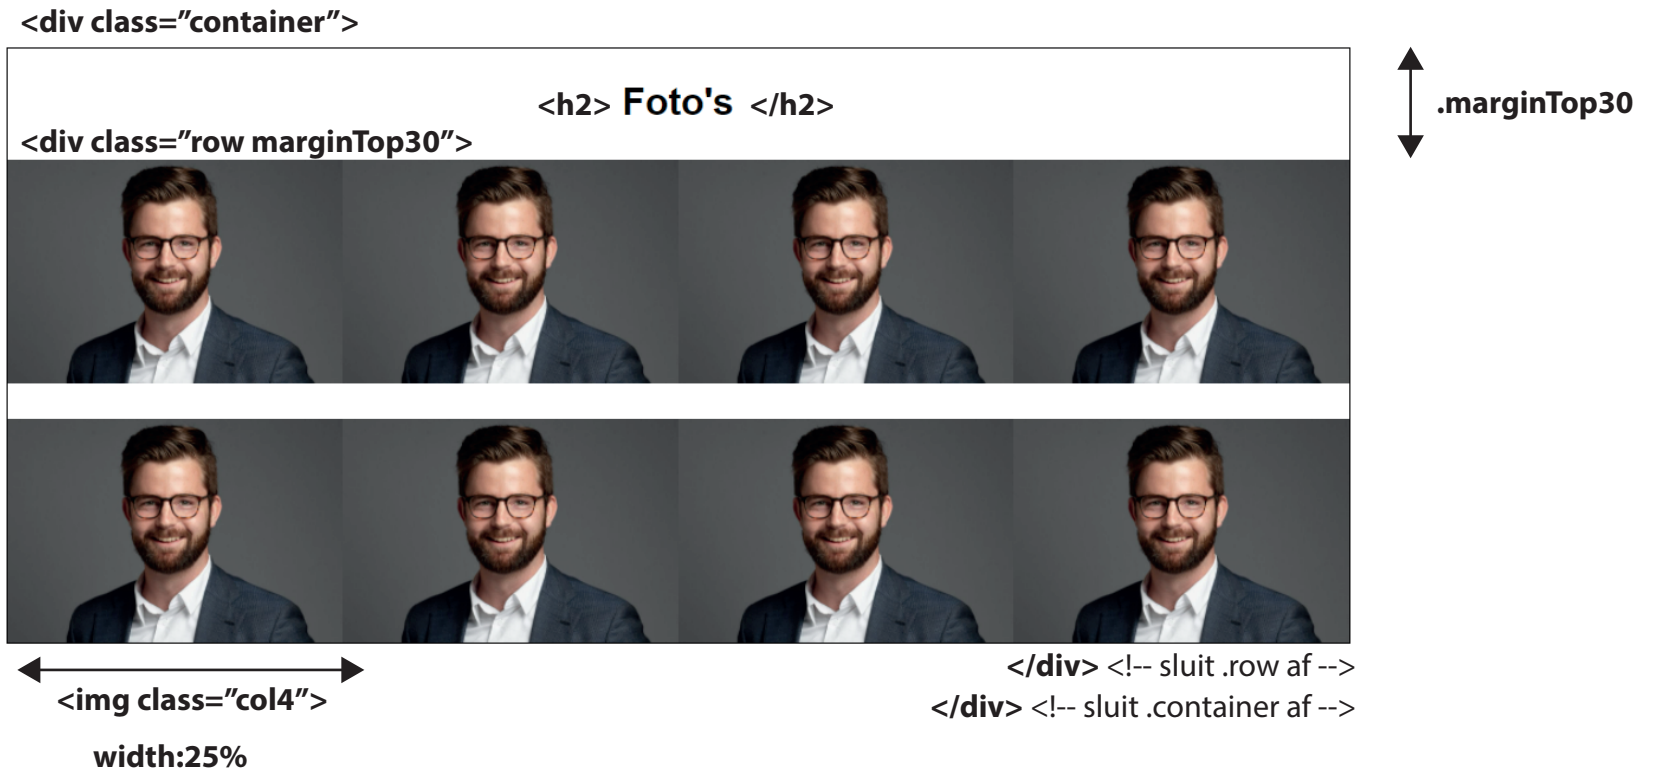 <div class=”container”>
<h2> Foto's </h2>
.marginTop30
<div class=”row marginTop30”>
</div> <!-- sluit .row af -->
<img class=”col4”>
</div> <!-- sluit .container af -->
width:25%